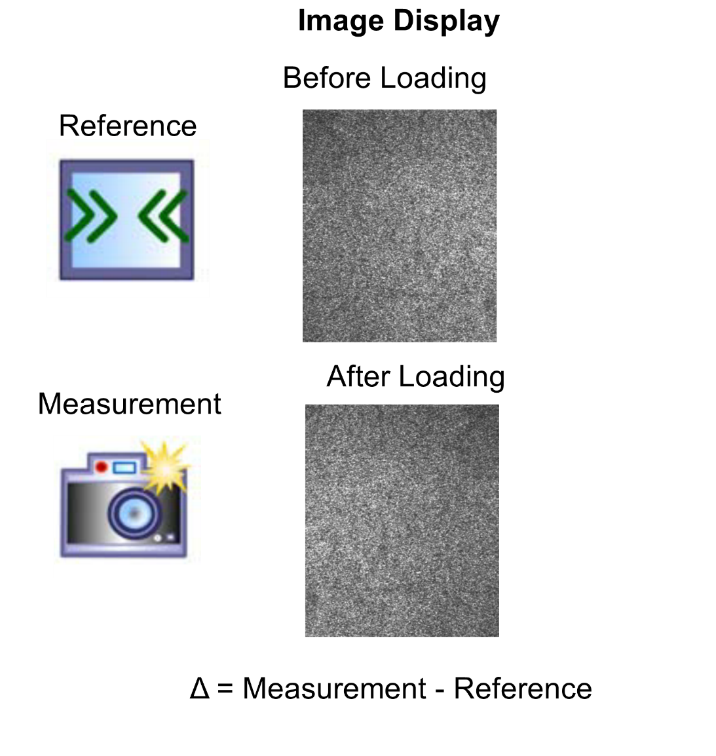 Image Display
Before Loading
Reference
After Loading
Measurement
Δ = Measurement - Reference